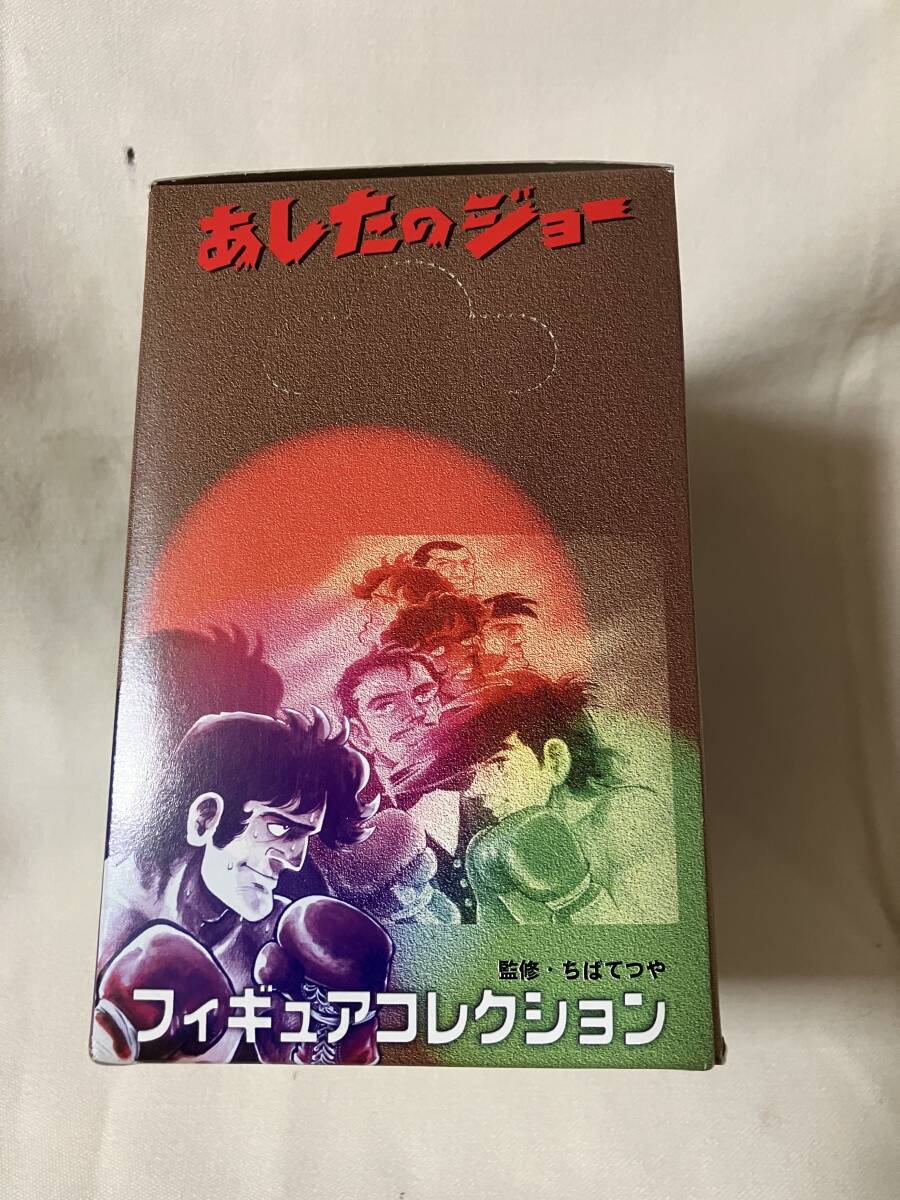 あしたのジョー
監修・ちばてつや
フィギュアコレクション